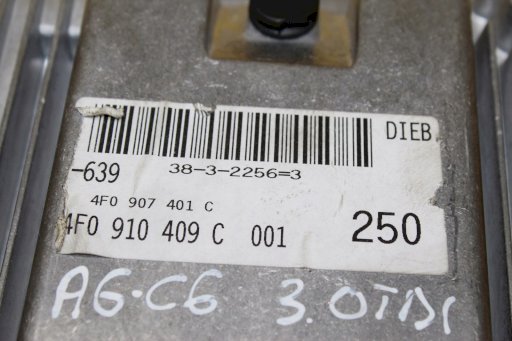 DIEB
-639 38-3-2256=3
4F0 907 401 C
4F0 910 409 C 001 250
A6-C6 3.0TDI